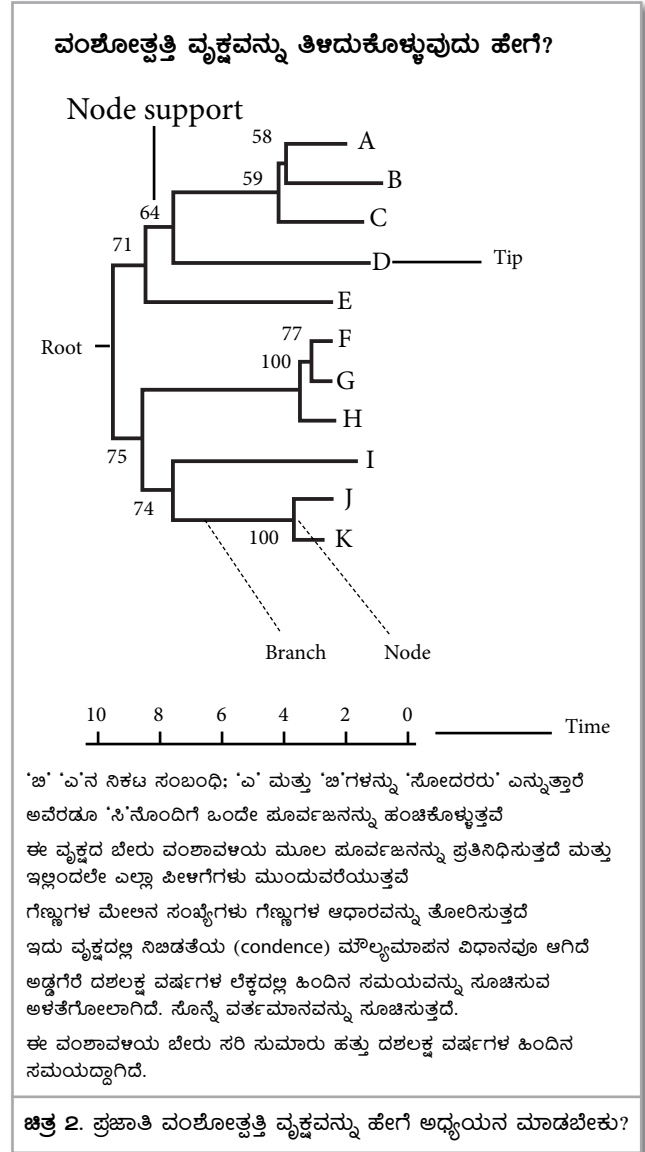 ವಂಶೋತ್ಪತ್ತಿ ವೃಕ್ಷವನ್ನು ತಿಳಿದುಕೊಳ್ಳುವುದು ಹೇಗೆ?
Node support
58
A
59
B
64
C
71
D
Tip
E
77
F
Root
100
G
H
75
I
74
J
100
K
Branch
Node
10 8 6 4 2 0
Time
'ಬಿ' 'ಎ'ನ ನಿಕಟ ಸಂಬಂಧಿ; 'ಎ' ಮತ್ತು 'ಬಿ'ಗಳನ್ನು 'ಸೋದರರು' ಎನ್ನುತ್ತಾರೆ
ಅವೆರಡೂ 'ಸಿ'ನೊಂದಿಗೆ ಒಂದೇ ಪೂರ್ವಜನನ್ನು ಹಂಚಿಕೊಳ್ಳುತ್ತವೆ
ಈ ವೃಕ್ಷದ ಬೇರು ವಂಶಾವಳಿಯ ಮೂಲ ಪೂರ್ವಜನನ್ನು ಪ್ರತಿನಿಧಿಸುತ್ತದೆ ಮತ್ತು
ಇಲ್ಲಿಂದಲೇ ಎಲ್ಲಾ ಪೀಳಿಗೆಗಳು ಮುಂದುವರೆಯುತ್ತವೆ
ಗೆಣ್ಣುಗಳ ಮೇಲಿನ ಸಂಖ್ಯೆಗಳು ಗೆಣ್ಣುಗಳ ಆಧಾರವನ್ನು ತೋರಿಸುತ್ತದೆ
ಇದು ವೃಕ್ಷದಲ್ಲಿ ನಿಬಿಡತೆಯ (condence) ಮೌಲ್ಯಮಾಪನ ವಿಧಾನವೂ ಆಗಿದೆ
ಅಡ್ಡಗೆರೆ ದಶಲಕ್ಷ ವರ್ಷಗಳ ಲೆಕ್ಕದಲ್ಲಿ ಹಿಂದಿನ ಸಮಯವನ್ನು ಸೂಚಿಸುವ
ಅಳತೆಗೋಲಾಗಿದೆ. ಸೊನ್ನೆ ವರ್ತಮಾನವನ್ನು ಸೂಚಿಸುತ್ತದೆ.
ಈ ವಂಶಾವಳಿಯ ಬೇರು ಸರಿ ಸುಮಾರು ಹತ್ತು ದಶಲಕ್ಷ ವರ್ಷಗಳ ಹಿಂದಿನ
ಸಮಯದ್ದಾಗಿದೆ.
ಚಿತ್ರ 2. ಪ್ರಜಾತಿ ವಂಶೋತ್ಪತ್ತಿ ವೃಕ್ಷವನ್ನು ಹೇಗೆ ಅಧ್ಯಯನ ಮಾಡಬೇಕು?